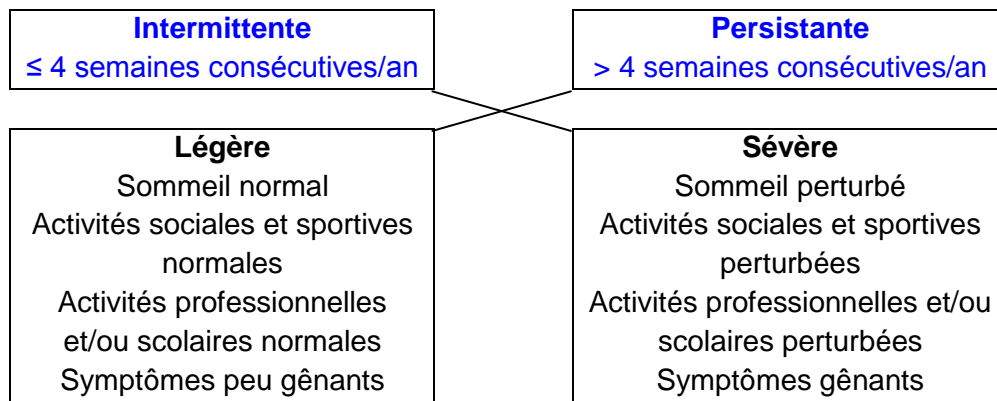 Intermittente
≤ 4 semaines consécutives/an
Persistante
> 4 semaines consécutives/an
Légère
Sommeil normal
Activités sociales et sportives
normales
Activités professionnelles
et/ou scolaires normales
Symptômes peu gênants
Sévère
Sommeil perturbé
Activités sociales et sportives
perturbées
Activités professionnelles et/ou
scolaires perturbées
Symptômes gênants